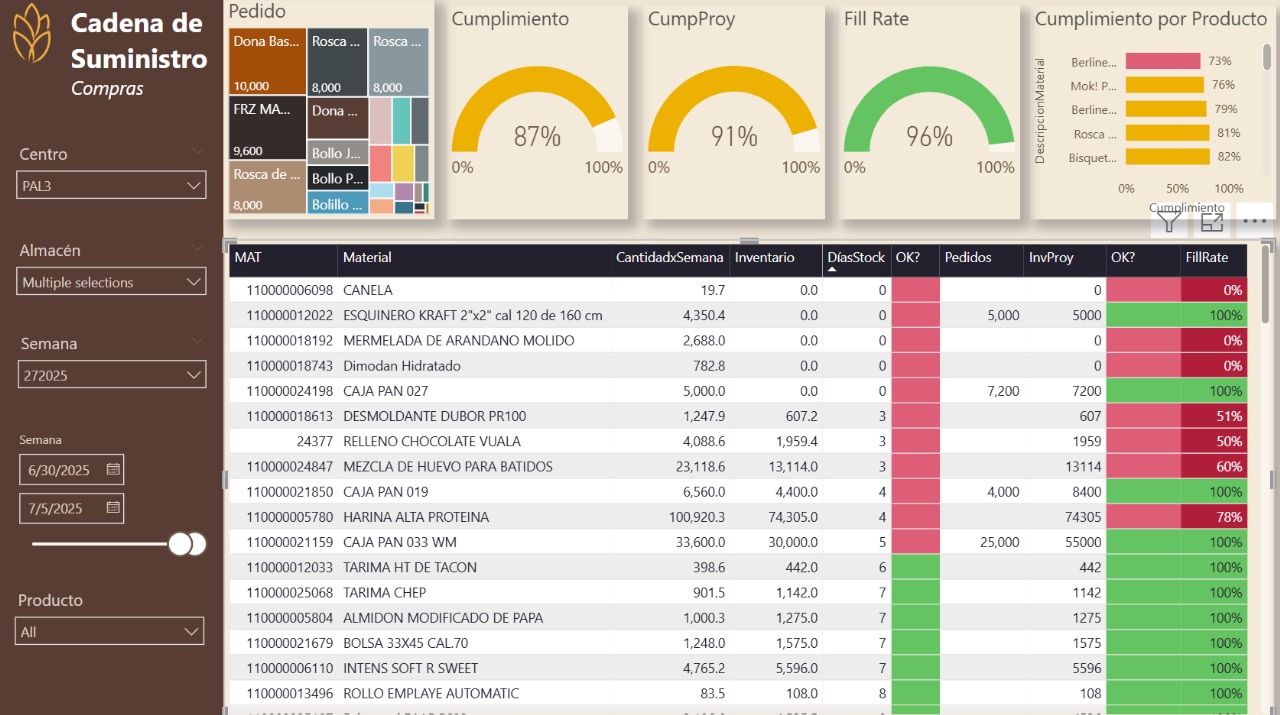 Cadena de
Suministro
Compras
Centro
PAL3
Almacén
Multiple selections
Semana
272025
Semana
6/30/2025
7/5/2025
Producto
All
Pedido
Dona Bas...
10,000
Rosca ...
8,000
Rosca ...
8,000
FRZ MA...
9,600
Dona ...
Rosca de ...
8,000
Bollo J...
Bollo P...
Bolillo ...
Cumplimiento
87%
0% 100%
CumpProy
91%
0% 100%
Fill Rate
96%
0% 100%
Cumplimiento por Producto
DescripcionMaterial
Berline... 73%
Mok! P... 76%
Berline... 79%
Rosca ... 81%
Bisquet... 82%
0% 50% 100%
Cumplimiento
MAT Material CantidadxSemana Inventario DíasStock OK? Pedidos InvProy OK? FillRate
110000006098 CANELA 19.7 0.0 0 0 0%
110000012022 ESQUINERO KRAFT 2"x2" cal 120 de 160 cm 4,350.4 0.0 0 5,000 5000 100%
110000018192 MERMELADA DE ARANDANO MOLIDO 2,688.0 0.0 0 0 0%
110000018743 Dimodan Hidratado 782.8 0.0 0 0 0%
110000024198 CAJA PAN 027 5,000.0 0.0 0 7,200 7200 100%
110000018613 DESMOLDANTE DUBOR PR100 1,247.9 607.2 3 607 51%
24377 RELLENO CHOCOLATE VUALA 4,088.6 1,959.4 3 1959 50%
110000024847 MEZCLA DE HUEVO PARA BATIDOS 23,118.6 13,114.0 3 13114 60%
110000021850 CAJA PAN 019 6,560.0 4,400.0 4 4,000 8400 100%
110000005780 HARINA ALTA PROTEINA 100,920.3 74,305.0 4 74305 78%
110000021159 CAJA PAN 033 WM 33,600.0 30,000.0 5 25,000 55000 100%
110000012033 TARIMA HT DE TACON 398.6 442.0 6 442 100%
110000025068 TARIMA CHEP 901.5 1,142.0 7 1142 100%
110000005804 ALMIDON MODIFICADO DE PAPA 1,000.3 1,275.0 7 1275 100%
110000021679 BOLSA 33X45 CAL.70 1,248.0 1,575.0 7 1575 100%
110000006110 INTENS SOFT R SWEET 4,765.2 5,596.0 7 5596 100%
110000013496 ROLLO EMPLAYE AUTOMATIC 83.5 108.0 8 108 100%